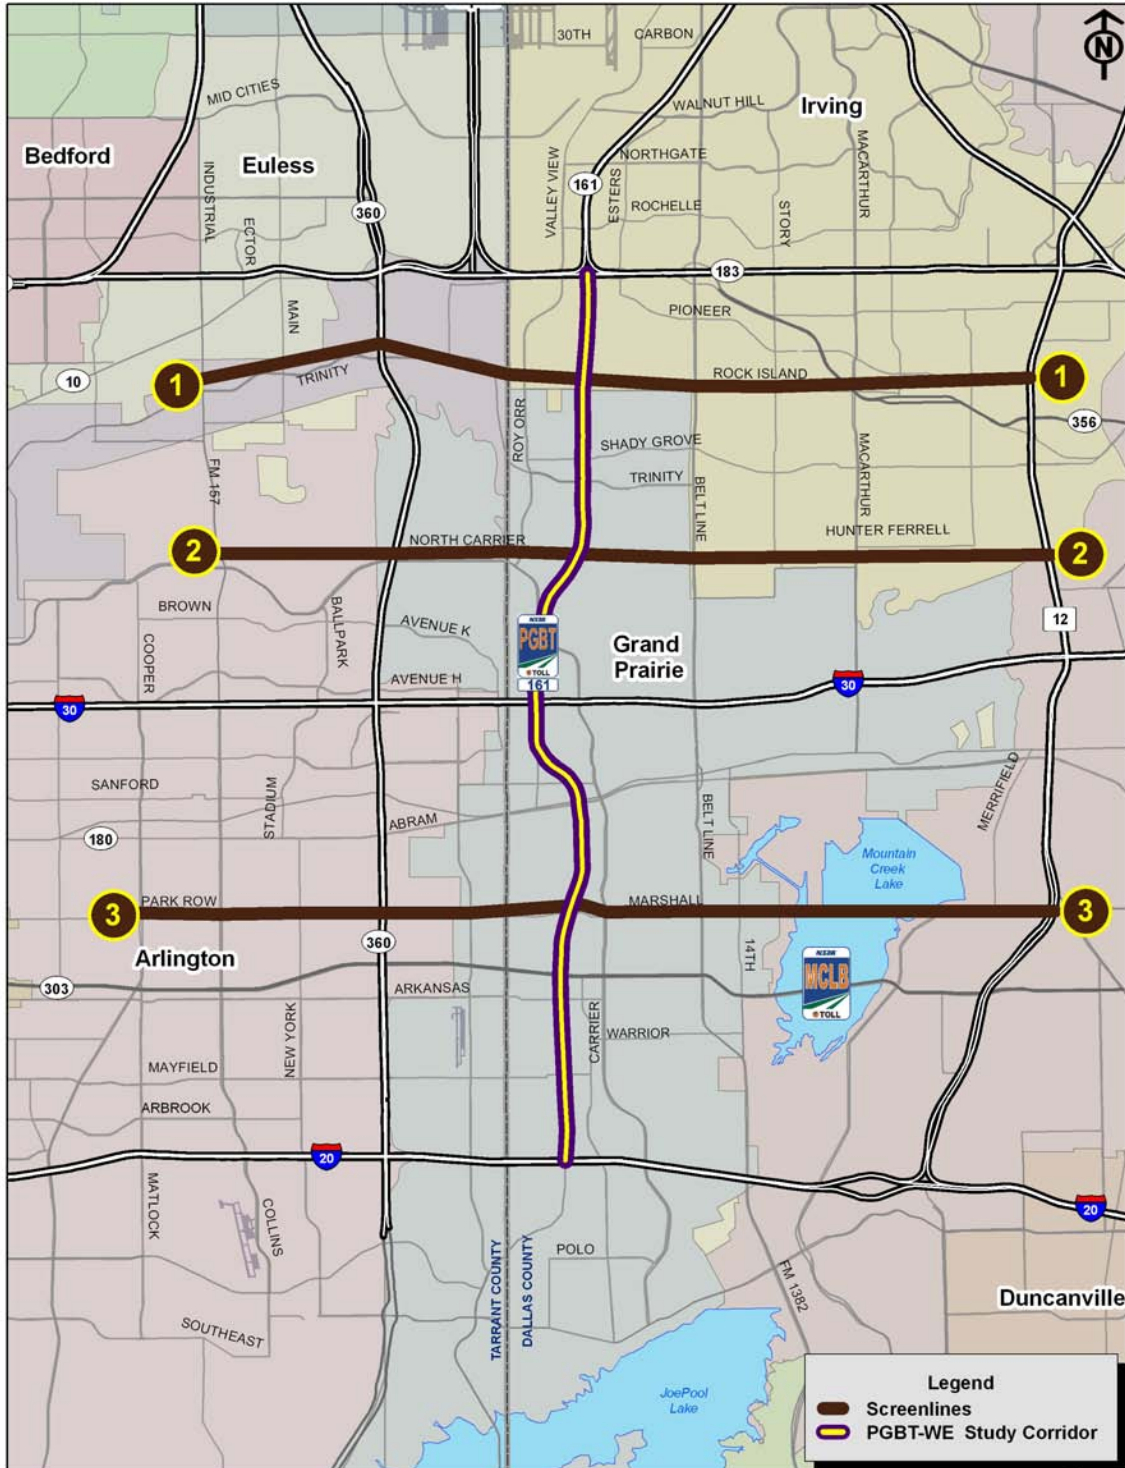 30TH
CARBON
N
MID CITIES
WALNUT HILL
Irving
Bedford
Euless
NORTHGATE
INDUSTRIAL
VALLEY VIEW
161
ESTERS
MACARTHUR
360
ROCHELLE
STORY
ECTOR
183
MAIN
PIONEER
1
TRINITY
ROCK ISLAND
1
10
356
ROY ORR
SHADY GROVE
MACARTHUR
FM 157
TRINITY
BELT LINE
2
NORTH CARRIER
HUNTER FERRELL
2
BROWN
BALLPARK
AVENUE K
12
COOPER
PGBT
TOLL
161
Grand
Prairie
AVENUE H
30
30
SANFORD
STADIUM
ABRAM
BELT LINE
MERRIFIELD
180
Mountain
Creek
Lake
3
PARK ROW
MARSHALL
3
360
14TH
Arlington
MCLB
TOLL
303
ARKANSAS
NEW YORK
CARRIER
WARRIOR
MAYFIELD
ARBROOK
20
MATLOCK
COLLINS
20
TARRANT COUNTY
DALLAS COUNTY
POLO
FM 1382
Duncanville
SOUTHEAST
JoePool
Lake
Legend
Screenlines
PGBT-WE Study Corridor